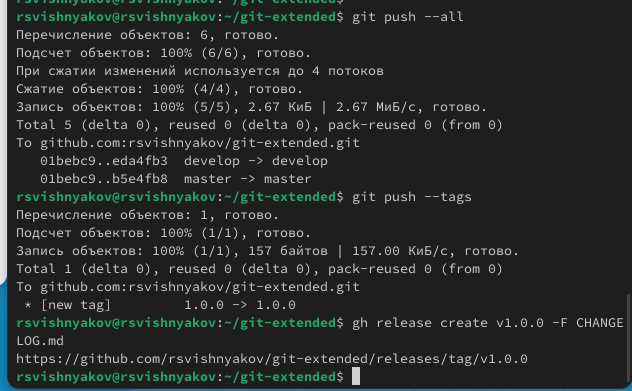 rsvishnyakov@rsvishnyakov:~/git-extended$ git push --all
Перечисление объектов: 6, готово.
Подсчет объектов: 100% (6/6), готово.
При сжатии изменений используется до 4 потоков
Сжатие объектов: 100% (4/4), готово.
Запись объектов: 100% (5/5), 2.67 КиБ | 2.67 МиБ/с, готово.
Total 5 (delta 0), reused 0 (delta 0), pack-reused 0 (from 0)
To github.com:rsvishnyakov/git-extended.git
   01bebc9..eda4fb3  develop -> develop
   01bebc9..b5e4fb8  master -> master
rsvishnyakov@rsvishnyakov:~/git-extended$ git push --tags
Перечисление объектов: 1, готово.
Подсчет объектов: 100% (1/1), готово.
Запись объектов: 100% (1/1), 157 байтов | 157.00 КиБ/с, готово.
Total 1 (delta 0), reused 0 (delta 0), pack-reused 0 (from 0)
To github.com:rsvishnyakov/git-extended.git
 * [new tag]         1.0.0 -> 1.0.0
rsvishnyakov@rsvishnyakov:~/git-extended$ gh release create v1.0.0 -F CHANGE
LOG.md
https://github.com/rsvishnyakov/git-extended/releases/tag/v1.0.0
rsvishnyakov@rsvishnyakov:~/git-extended$